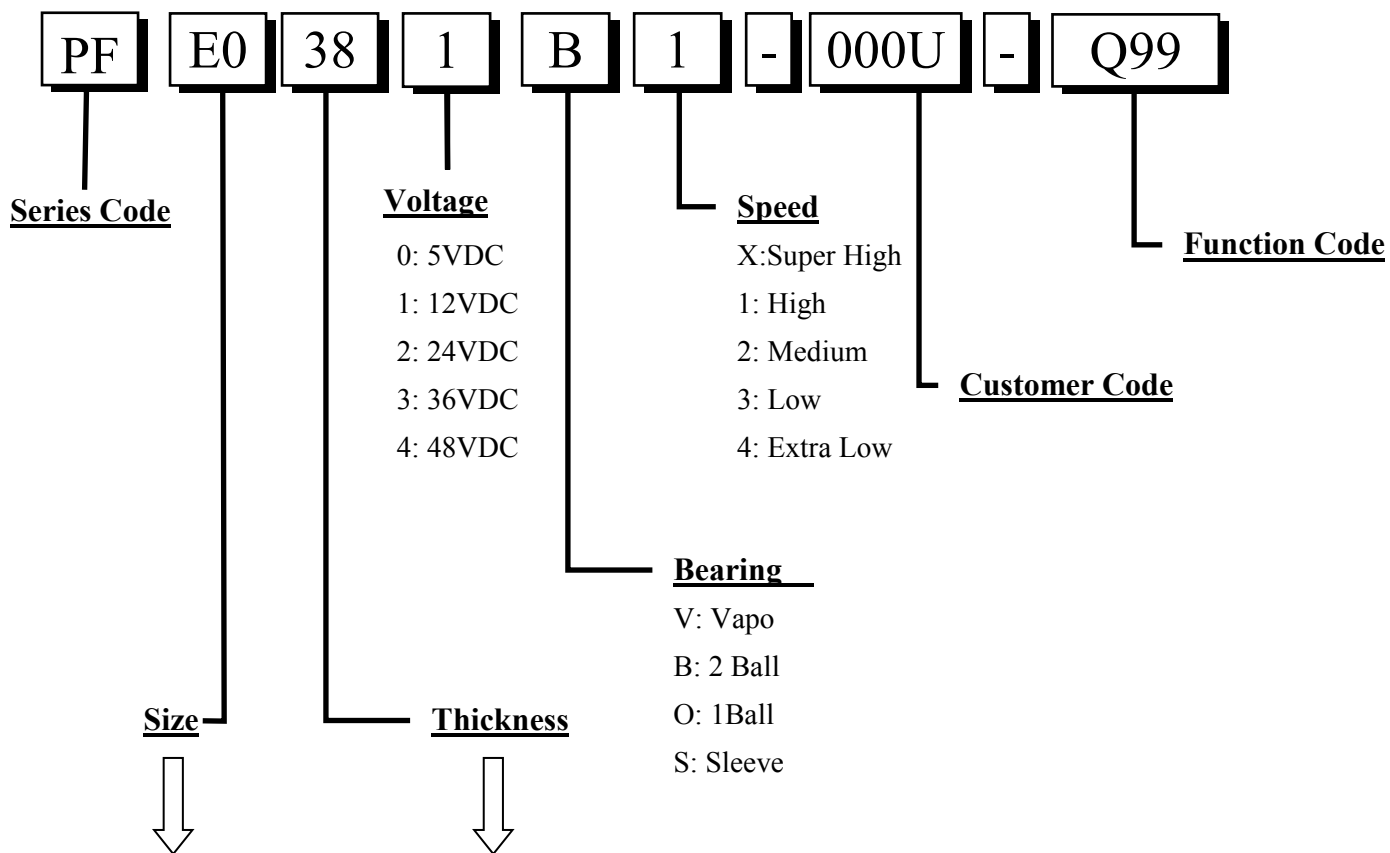 PF E0 38 1 B 1 - 000U - Q99
Series Code
Voltage
0: 5VDC
1: 12VDC
2: 24VDC
3: 36VDC
4: 48VDC
Speed
X:Super High
1: High
2: Medium
3: Low
4: Extra Low
Function Code
Customer Code
Bearing
V: Vapo
B: 2 Ball
O: 1Ball
S: Sleeve
Size
Thickness